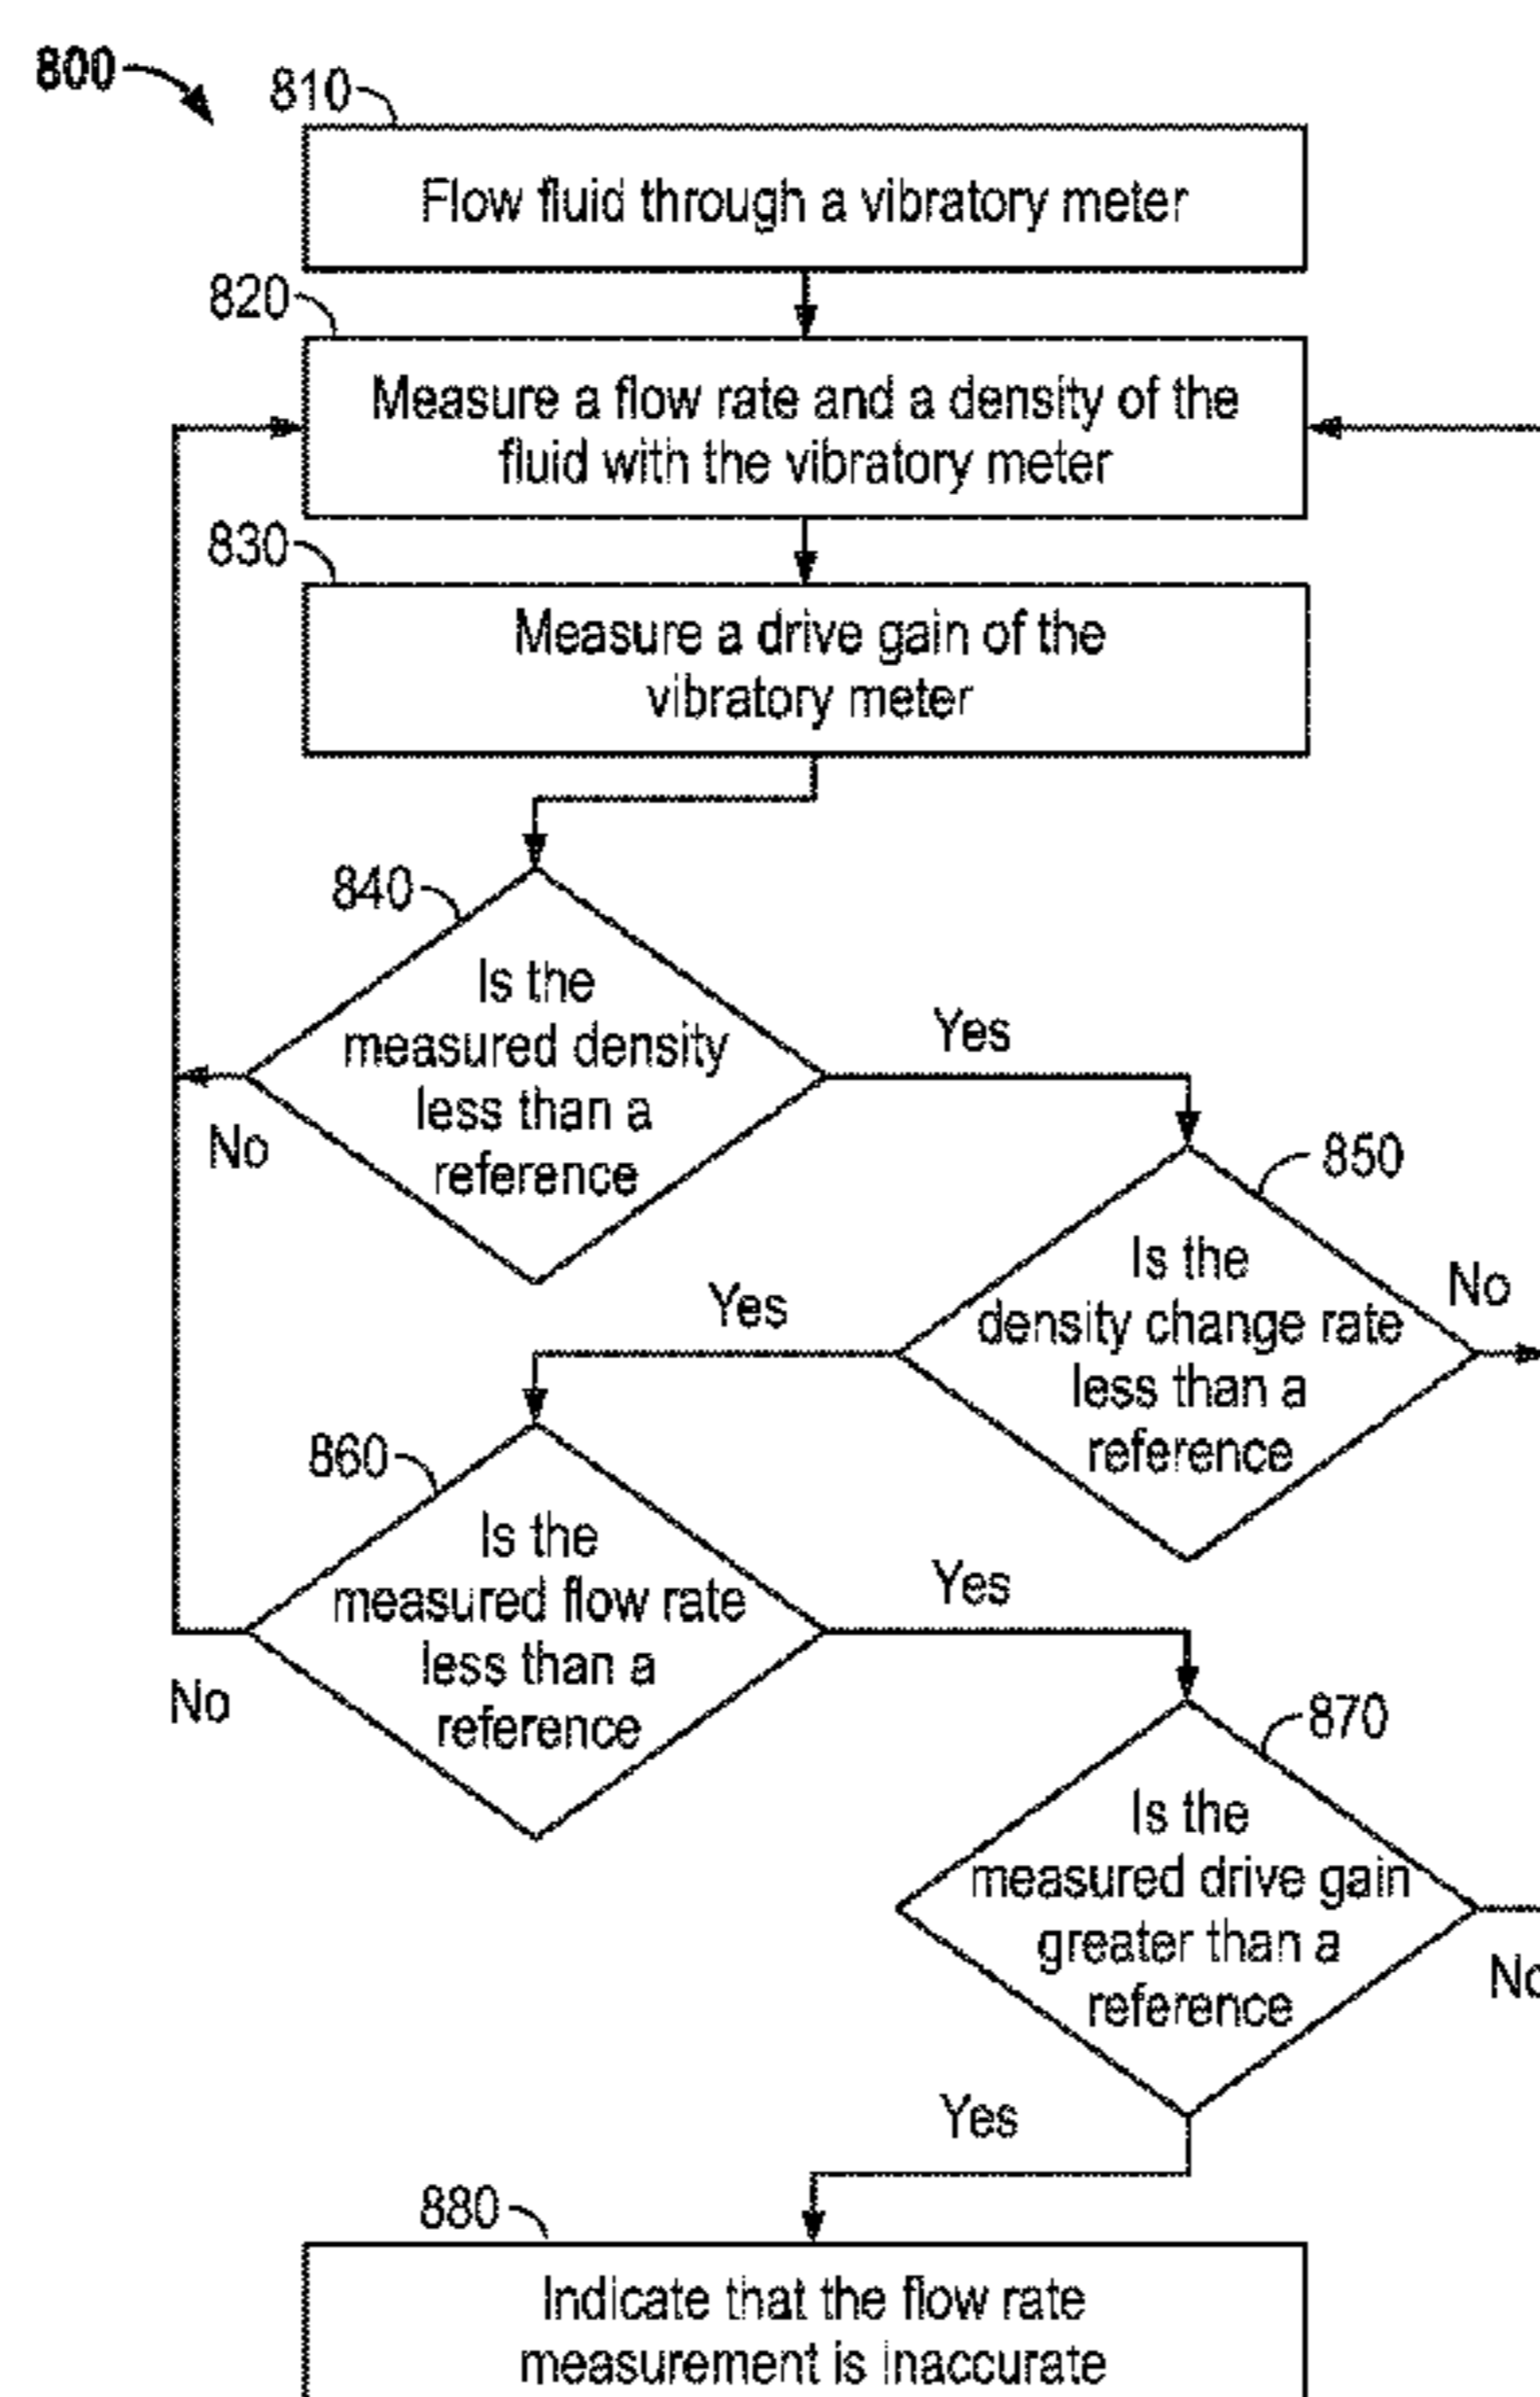 800
810
Flow fluid through a vibratory meter
820
Measure a flow rate and a density of the
fluid with the vibratory meter
830
Measure a drive gain of the
vibratory meter
840
Is the
measured density
less than a
reference
Yes
No
850
Is the
density change rate
less than a
reference
No
Yes
860
Is the
measured flow rate
less than a
reference
Yes
No
870
Is the
measured drive gain
greater than a
reference
No
Yes
880
Indicate that the flow rate
measurement is inaccurate